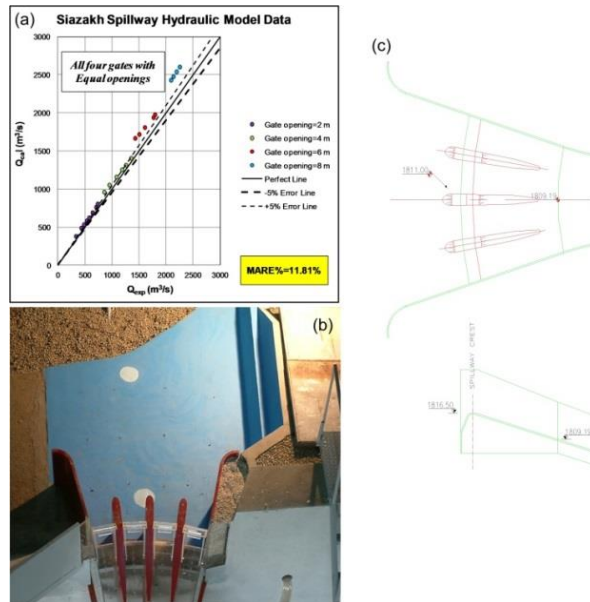 (a)
Siazakh Spillway Hydraulic Model Data
Q_cal (m³/s)
3000
2500
2000
1500
1000
500
0
All four gates with
Equal openings
Gate opening=2 m
Gate opening=4 m
Gate opening=6 m
Gate opening=8 m
Perfect Line
-5% Error Line
+5% Error Line
0 500 1000 1500 2000 2500 3000
Q_exp (m³/s)
MARE%=11.81%
(b)
(c)
1811.00
1809.15
SPILLWAY CREST
1816.50
1809.15